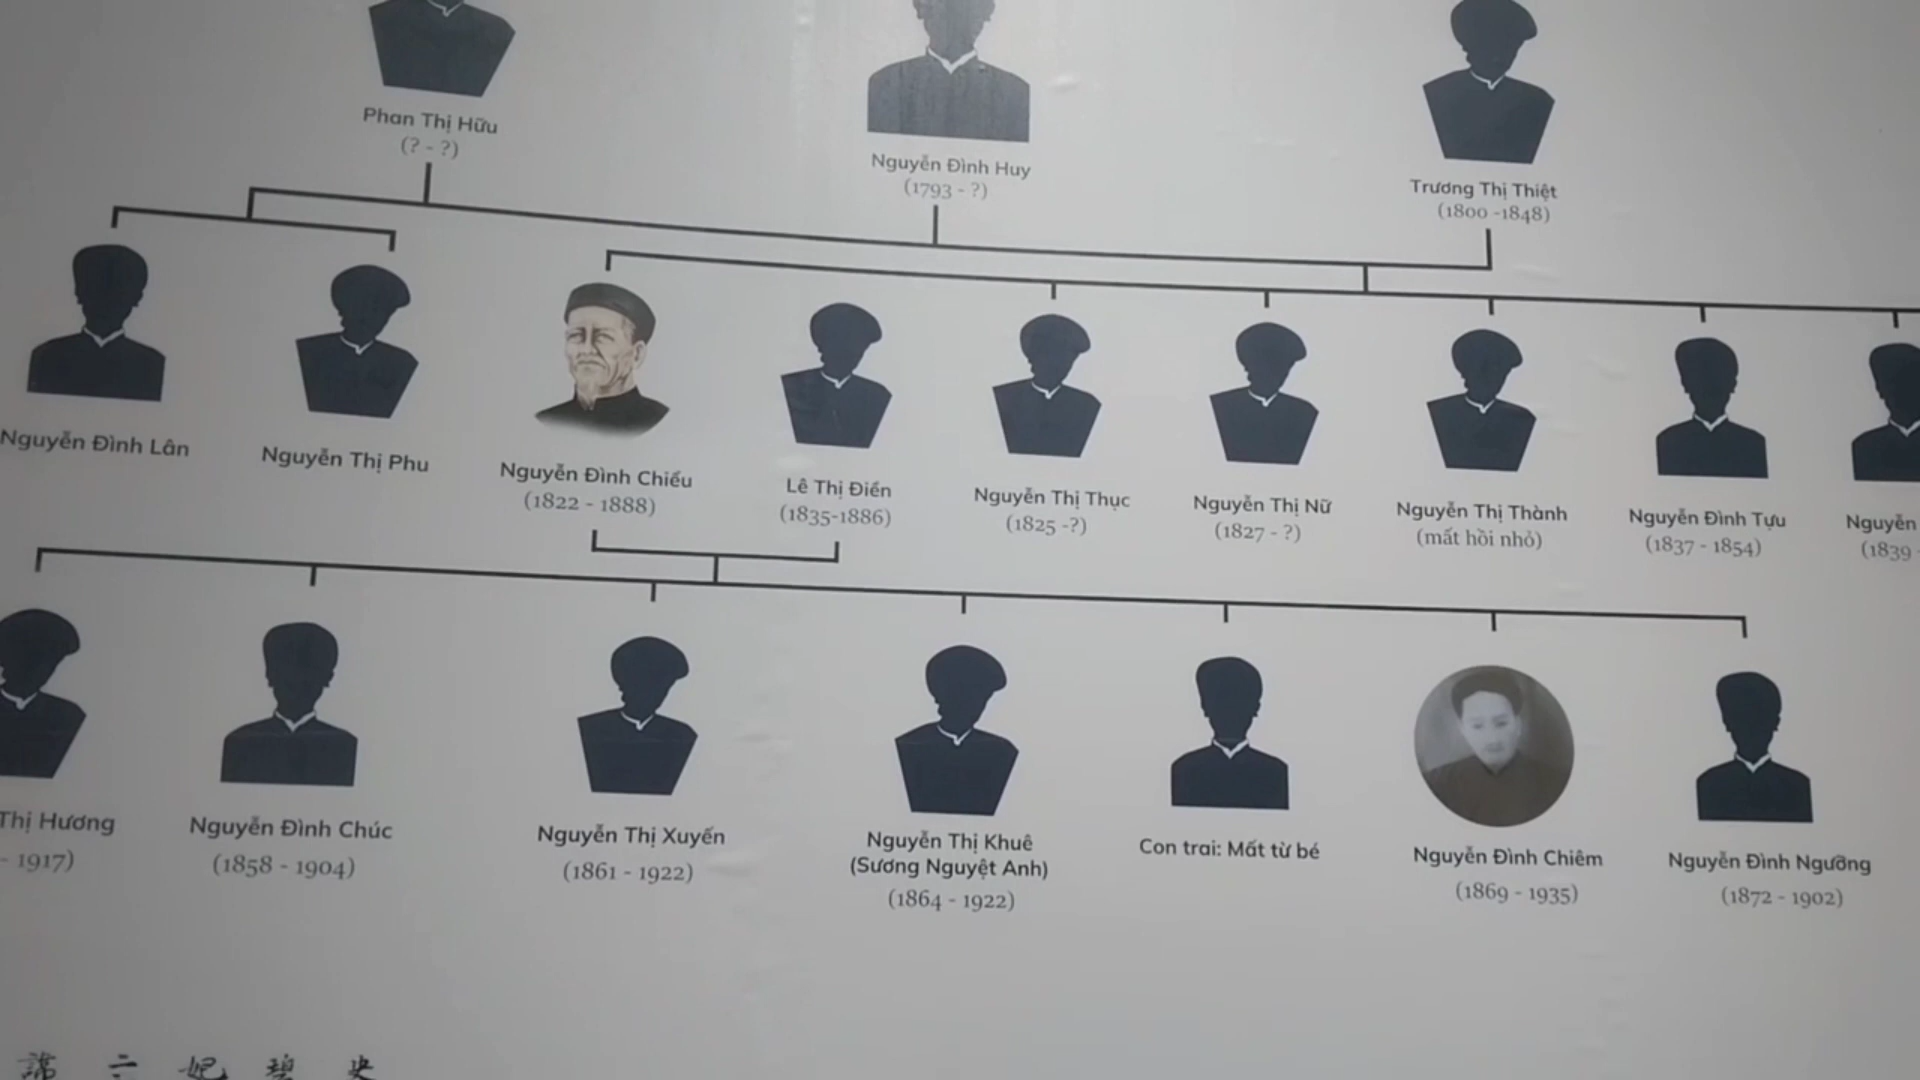 Phan Thị Hữu
(? - ?)
Nguyễn Đình Huy
(1793 - ?)
Trương Thị Thiệt
(1800 -1848)
Nguyễn Đình Lân
Nguyễn Thị Phu
Nguyễn Đình Chiểu
(1822 - 1888)
Lê Thị Điền
(1835-1886)
Nguyễn Thị Thục
(1825 -?)
Nguyễn Thị Nữ
(1827 - ?)
Nguyễn Thị Thành
(mất hồi nhỏ)
Nguyễn Đình Tựu
(1837 - 1854)
Nguyễn
(1839 -
Thị Hương
- 1917)
Nguyễn Đình Chúc
(1858 - 1904)
Nguyễn Thị Xuyến
(1861 - 1922)
Nguyễn Thị Khuê
(Sương Nguyệt Anh)
(1864 - 1922)
Con trai: Mất từ bé
Nguyễn Đình Chiêm
(1869 - 1935)
Nguyễn Đình Ngưỡng
(1872 - 1902)